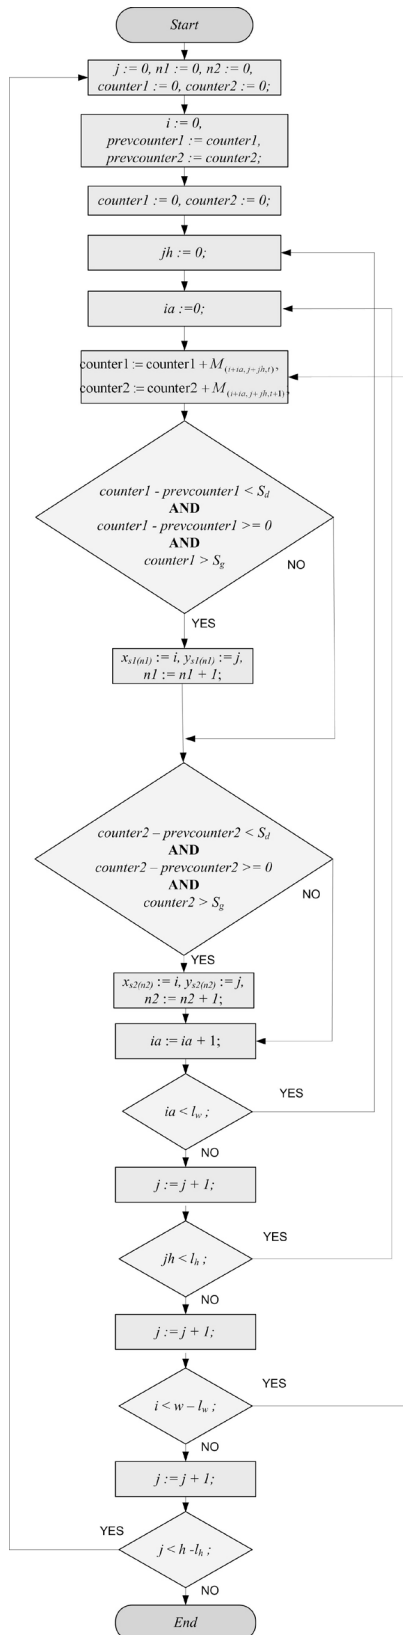 Start
j := 0, n1 := 0, n2 := 0,
counter1 := 0, counter2 := 0;
i := 0,
prevcounter1 := counter1,
prevcounter2 := counter2;
counter1 := 0, counter2 := 0;
jh := 0;
ia :=0;
counter1 := counter1 + M(i+ia, j+jh,t),
counter2 := counter2 + M(i+ia, j+jh,t+1),
counter1 - prevcounter1 < Sd
AND
counter1 - prevcounter1 >= 0
AND
counter1 > Sg
NO
YES
xs1(n1) := i, ys1(n1) := j,
n1 := n1 + 1;
counter2 – prevcounter2 < Sd
AND
counter2 – prevcounter2 >= 0
AND
counter2 > Sg
NO
YES
xs2(n2) := i, ys2(n2) := j,
n2 := n2 + 1;
ia := ia + 1;
YES
ia < lw ;
NO
j := j + 1;
YES
jh < lh ;
NO
j := j + 1;
YES
i < w – lw ;
NO
j := j + 1;
YES
j < h -lh ;
NO
End